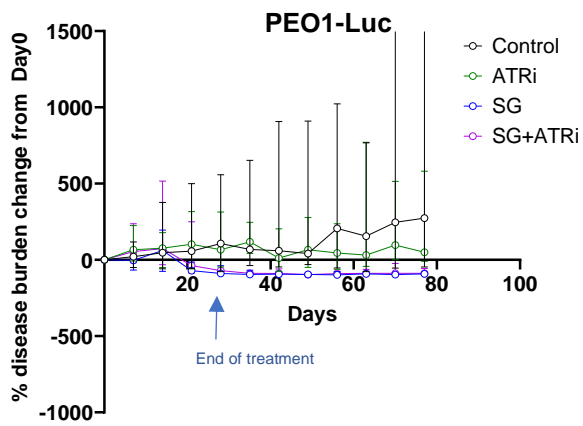 PEO1-Luc
% disease burden change from Day0
1500
1000
500
0
-500
-1000
20
40
60
80
100
Days
End of treatment
Control
ATRi
SG
SG+ATRi